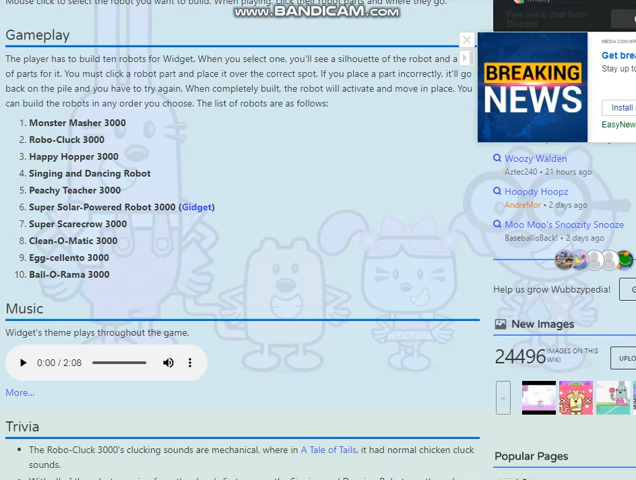 Mouse select the robot you want to build. When playing, click their robot parts and where they go.
www.BANDICAM.com
Free voice chat from
Discord
Gameplay
The player has to build ten robots for Widget. When you select one, you'll see a silhouette of the robot and a
of parts for it. You must click a robot part and place it over the correct spot. If you place a part incorrectly, it'll go
back on the pile and you have to try again. When completely built, the robot will activate and move in place. You
can build the robots in any order you choose. The list of robots are as follows:
1. Monster Masher 3000
2. Robo-Cluck 3000
3. Happy Hopper 3000
4. Singing and Dancing Robot
5. Peachy Teacher 3000
6. Super Solar-Powered Robot 3000 (Gidget)
7. Super Scarecrow 3000
8. Clean-O-Matic 3000
9. Egg-cellento 3000
10. Ball-O-Rama 3000
BREAKING
NEWS
MEDIA CONVER
Get brea
Stay up to
Install
EasyNew
Woozy Walden
Aztec240 • 21 hours ago
Hoopdy Hoopz
AndreMor • 2 days ago
Moo Moo's Snoozity Snooze
BaseballisBack! • 2 days ago
Help us grow Wubbzypedia!
Music
Widget's theme plays throughout the game.
0:00 / 2:08
More...
New Images
24496 IMAGES ON THIS
WIKI
UPLO
Trivia
• The Robo-Cluck 3000's clucking sounds are mechanical, where in A Tale of Tails, it had normal chicken cluck
sounds.
Popular Pages